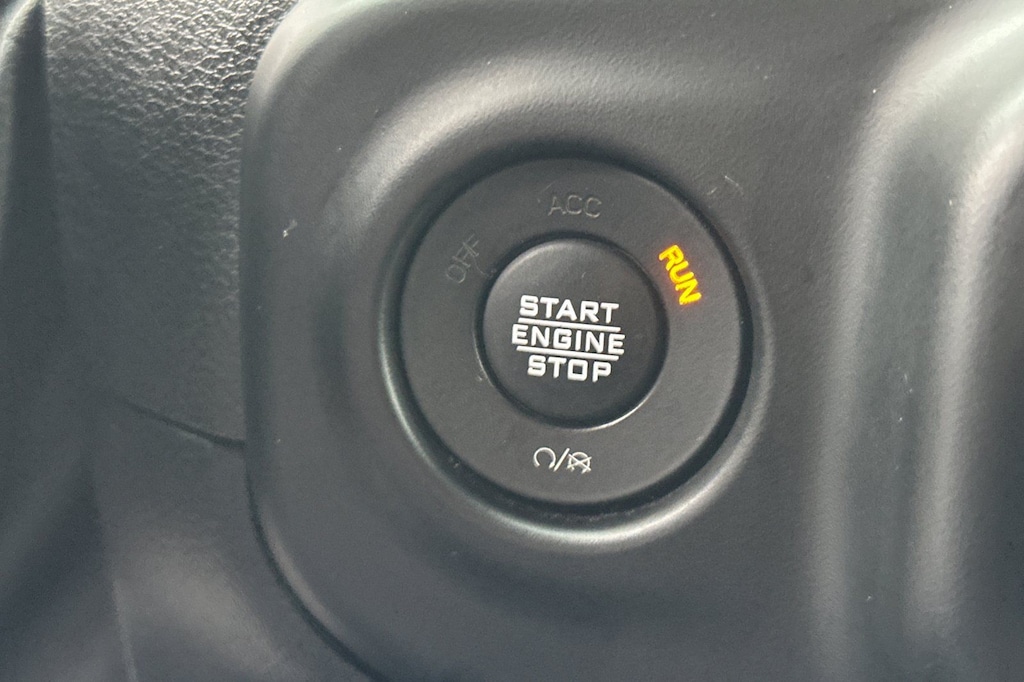 ACC
OFF
RUN
START
ENGINE
STOP